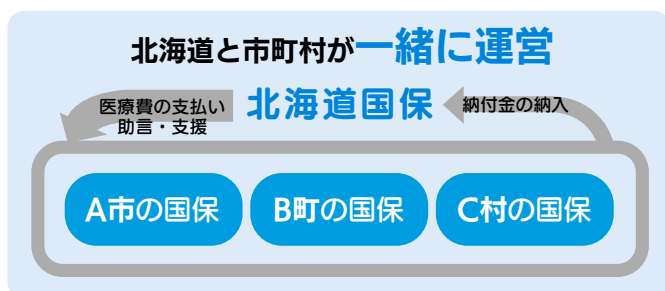 北海道と市町村が一緒に運営
医療費の支払い
助言・支援
北海道国保
納付金の納入
A市の国保
B町の国保
C村の国保